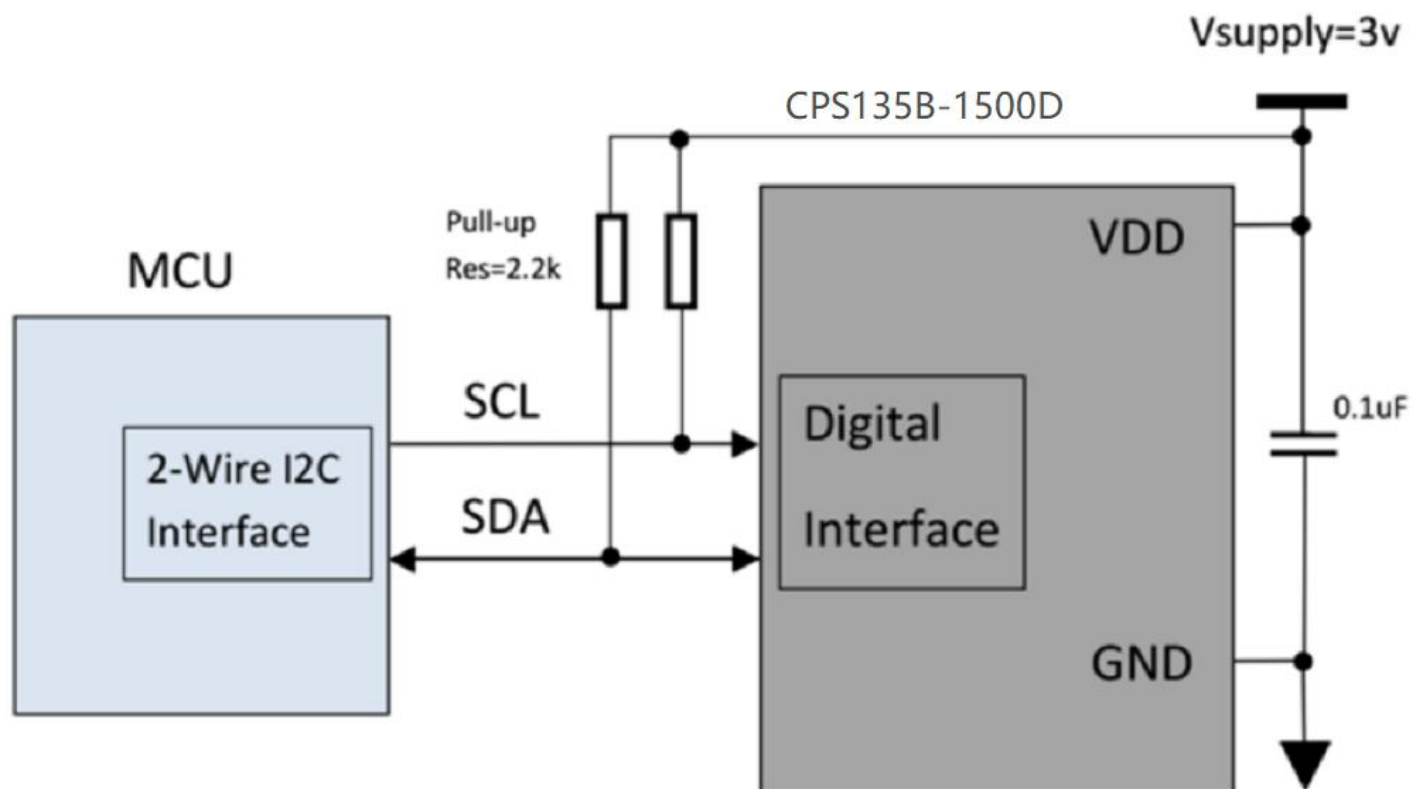 Vsupply=3v
CPS135B-1500D
Pull-up
Res=2.2k
VDD
MCU
SCL
0.1uF
Digital
Interface
2-Wire I2C
Interface
SDA
GND